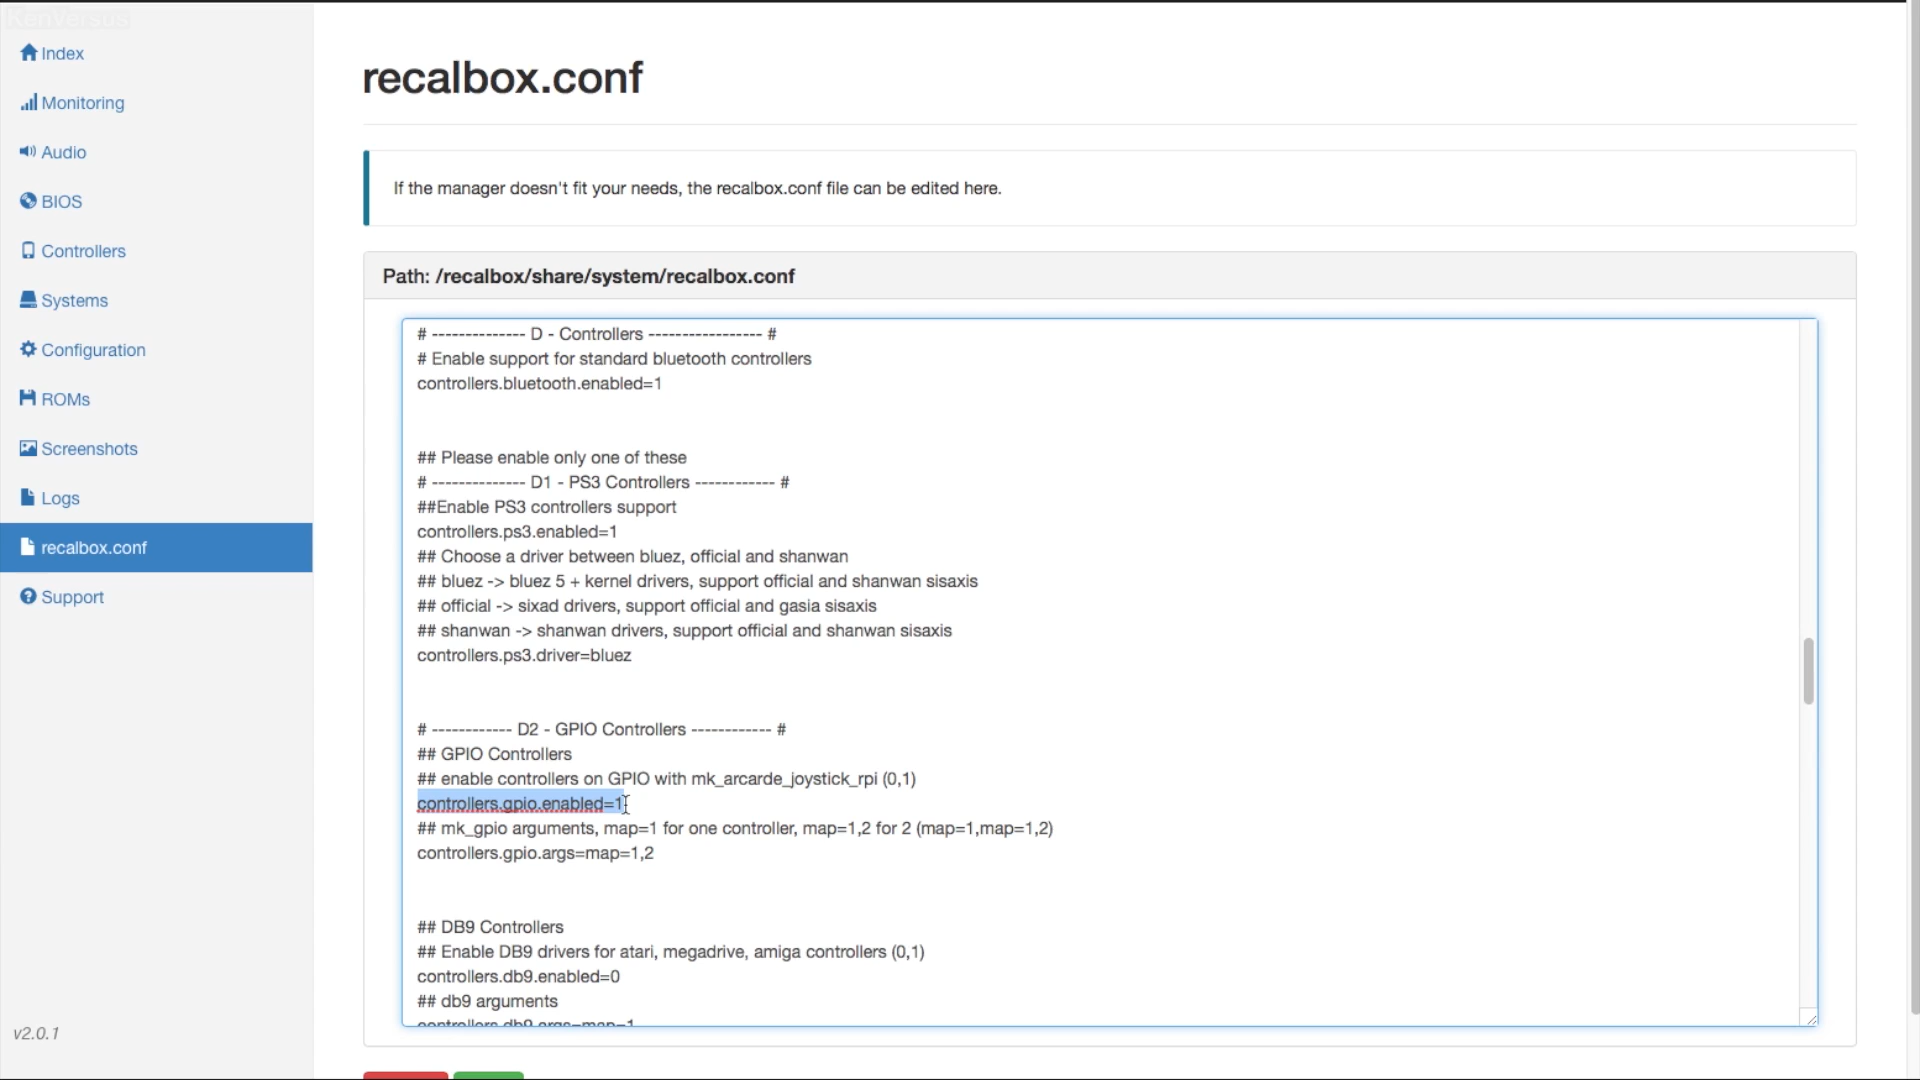 KenVersus
Index
Monitoring
Audio
BIOS
Controllers
Systems
Configuration
ROMs
Screenshots
Logs
recalbox.conf
Support
v2.0.1
recalbox.conf
If the manager doesn't fit your needs, the recalbox.conf file can be edited here.
Path: /recalbox/share/system/recalbox.conf
# -------------- D - Controllers ----------------- #
# Enable support for standard bluetooth controllers
controllers.bluetooth.enabled=1
## Please enable only one of these
# -------------- D1 - PS3 Controllers ------------ #
##Enable PS3 controllers support
controllers.ps3.enabled=1
## Choose a driver between bluez, official and shanwan
## bluez -> bluez 5 + kernel drivers, support official and shanwan sisaxis
## official -> sixad drivers, support official and gasia sisaxis
## shanwan -> shanwan drivers, support official and shanwan sisaxis
controllers.ps3.driver=bluez
# ------------ D2 - GPIO Controllers ------------ #
## GPIO Controllers
## enable controllers on GPIO with mk_arcarde_joystick_rpi (0,1)
controllers.gpio.enabled=1
## mk_gpio arguments, map=1 for one controller, map=1,2 for 2 (map=1,map=1,2)
controllers.gpio.args=map=1,2
## DB9 Controllers
## Enable DB9 drivers for atari, megadrive, amiga controllers (0,1)
controllers.db9.enabled=0
## db9 arguments
controllers.db9.args=map=1